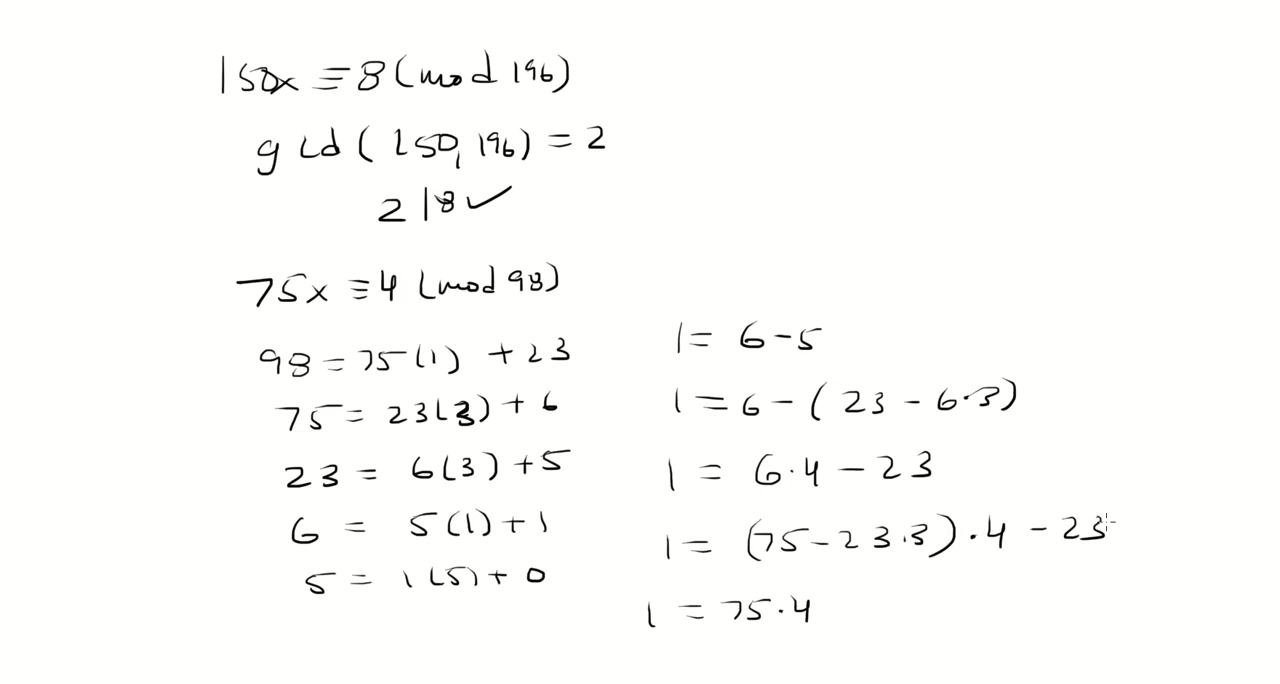 150x ≡ 8 (mod 196)
gcd(150, 196) = 2
2 | 8 ✓
75x ≡ 4 (mod 98)
98 = 75(1) + 23
75 = 23(3) + 6
23 = 6(3) + 5
6 = 5(1) + 1
5 = 1(5) + 0
1 = 6 - 5
1 = 6 - (23 - 6·3)
1 = 6·4 - 23
1 = (75 - 23·3)·4 - 23
1 = 75·4